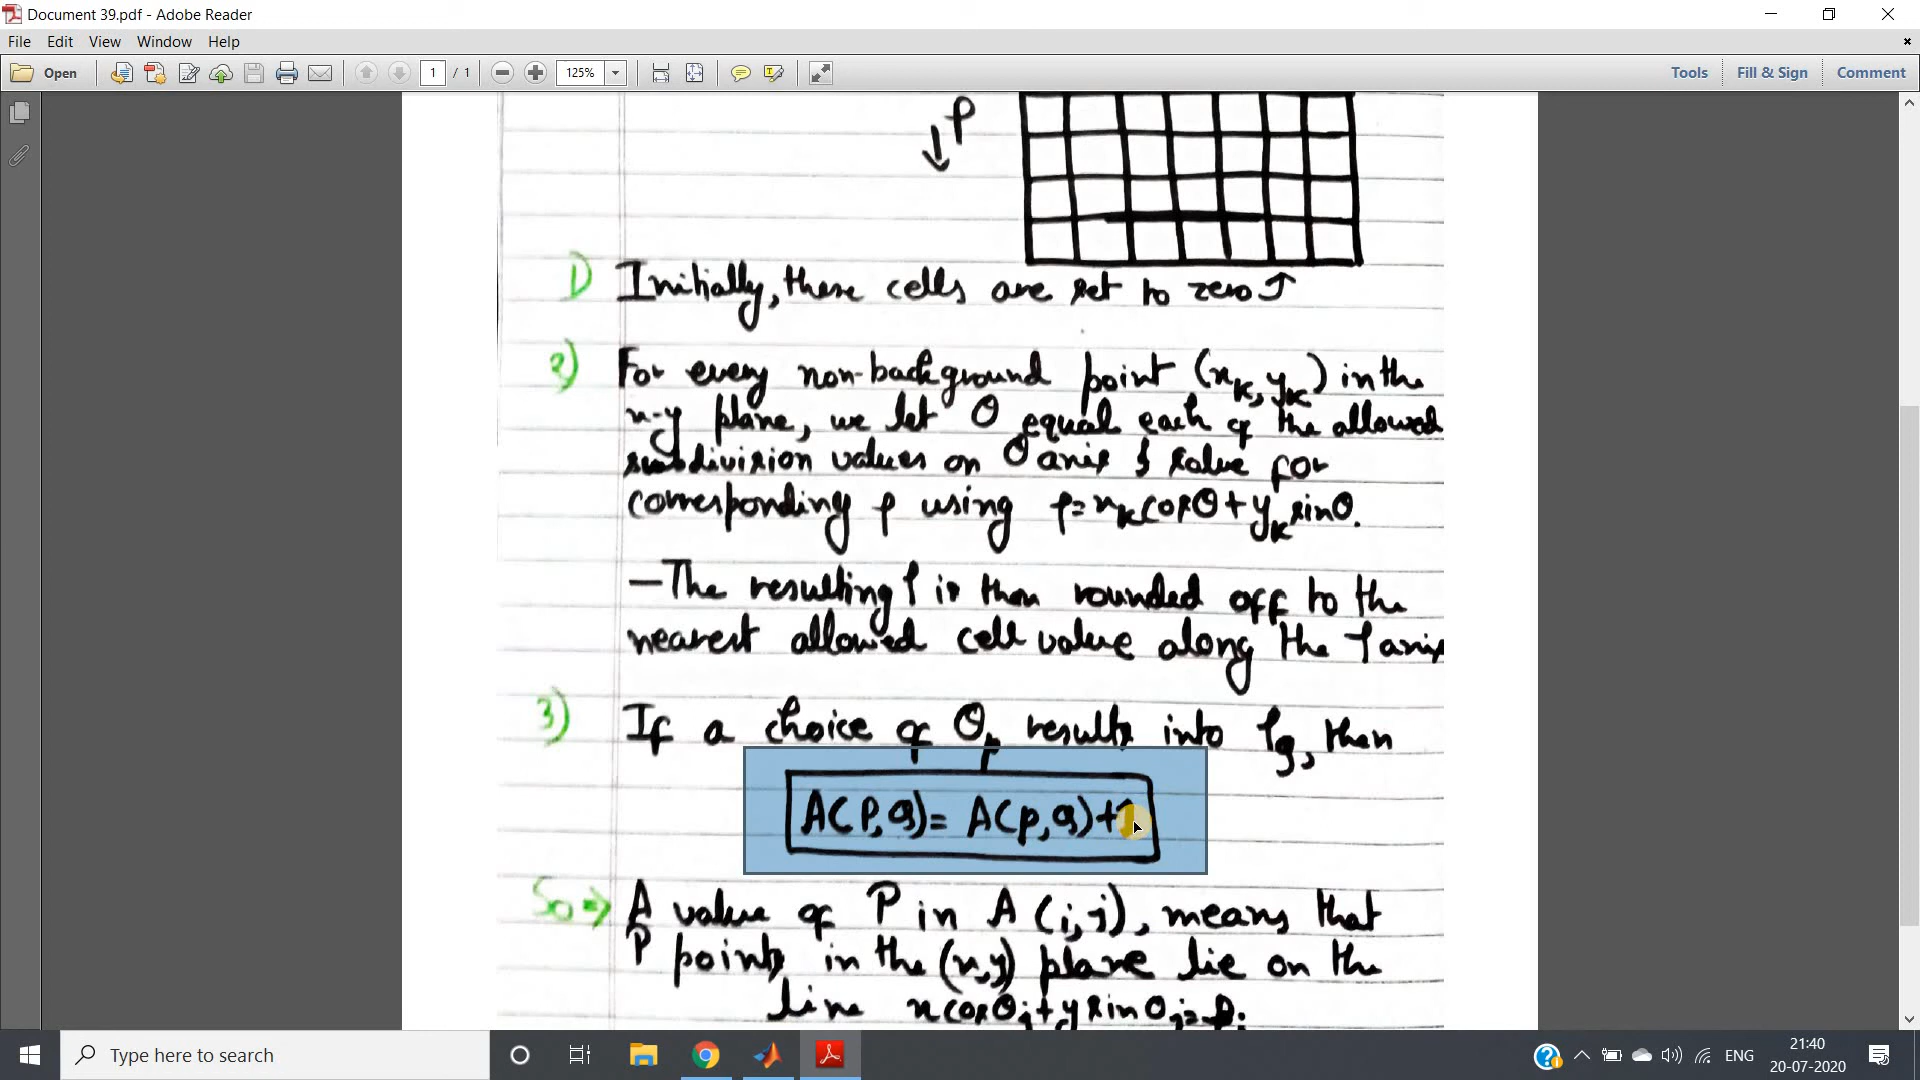 Document 39.pdf - Adobe Reader
File Edit View Window Help
Open 1 / 1 125% Tools Fill & Sign Comment
↓ρ
1) Initially, these cells are set to zero ↑
2) For every non-background point (xk, yk) in the
x-y plane, we let θ equal each of the allowed
subdivision values on θ axis & solve for
corresponding ρ using ρ=xk cosθ+yk sinθ.
—The resulting ρ is then rounded off to the
nearest allowed cell value along the ρ axis
3) If a choice of θp results into ρq, then
A(P,q)= A(p,q)+1
So⇒ A value of P in A(i,j), means that
P points in the (x,y) plane lie on the
line x cosθj+y sinθj=ρi
Type here to search
ENG
21:40
20-07-2020